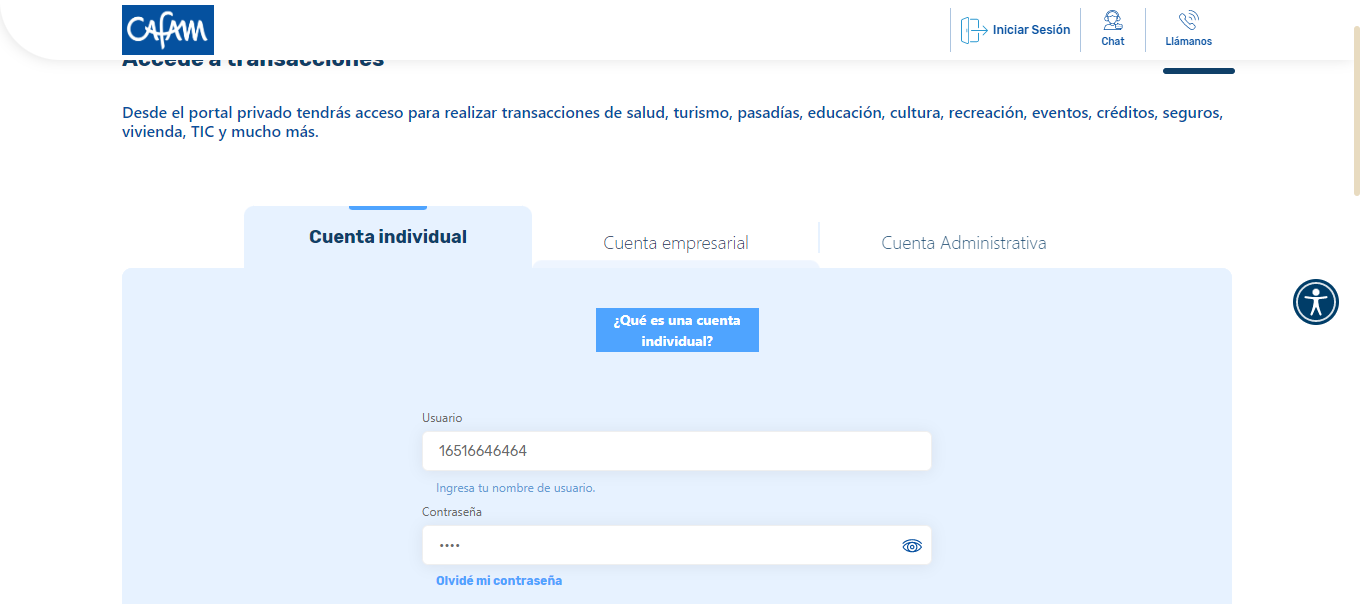 CAFAM
Iniciar Sesión
Chat
Llámanos
Accede a transacciones
Desde el portal privado tendrás acceso para realizar transacciones de salud, turismo, pasadías, educación, cultura, recreación, eventos, créditos, seguros,
vivienda, TIC y mucho más.
Cuenta individual
Cuenta empresarial
Cuenta Administrativa
¿Qué es una cuenta
individual?
Usuario
16516646464
Ingresa tu nombre de usuario.
Contraseña
••••
Olvidé mi contraseña